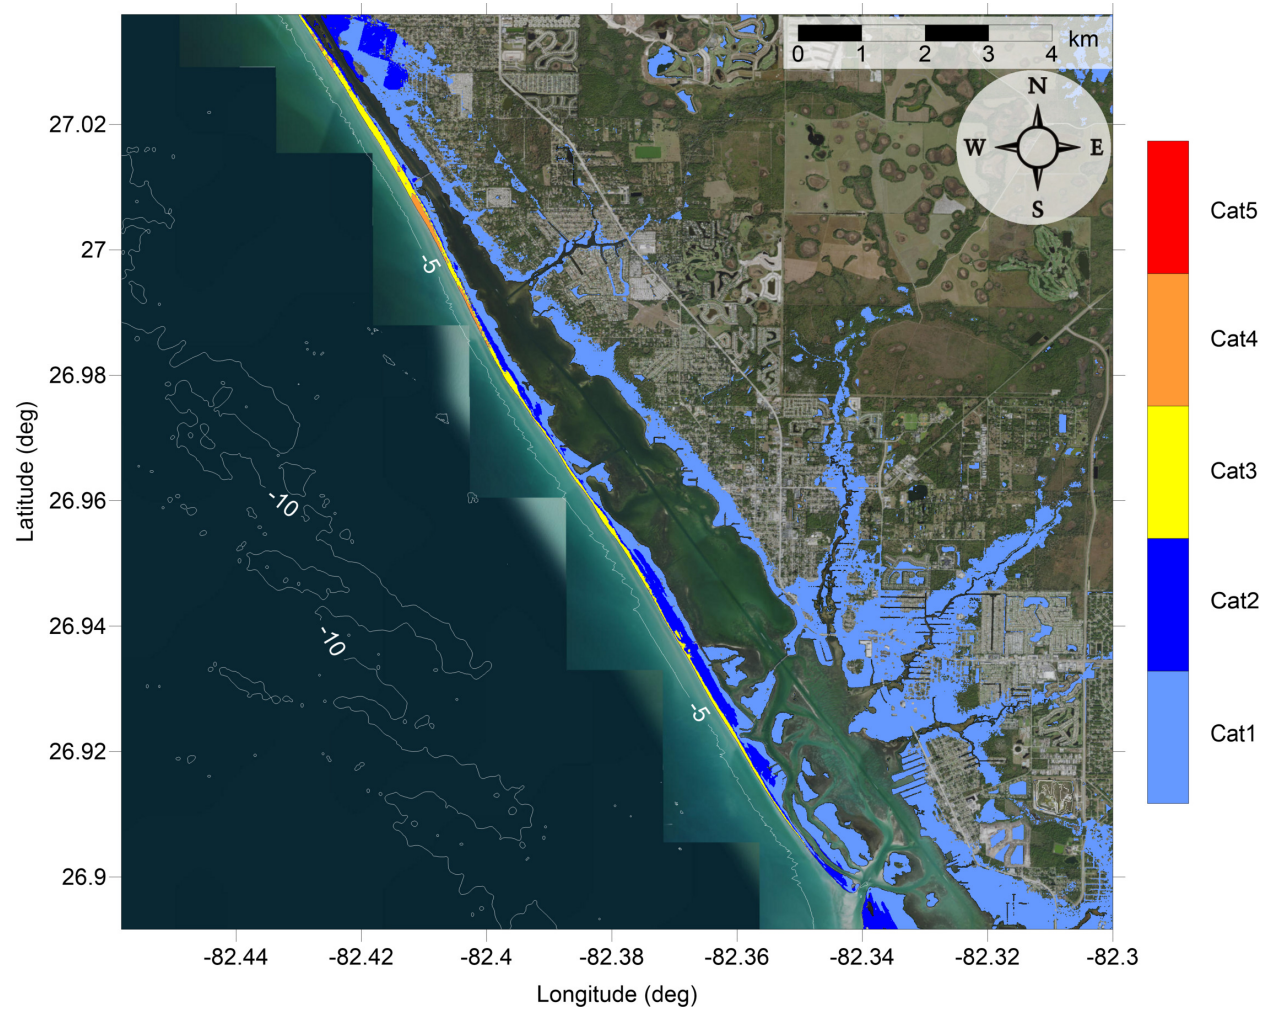 0 1 2 3 4 km
N
W E
S
27.02
27
26.98
26.96
26.94
26.92
26.9
Latitude (deg)
-5
-10
-10
-5
Cat5
Cat4
Cat3
Cat2
Cat1
-82.44 -82.42 -82.4 -82.38 -82.36 -82.34 -82.32 -82.3
Longitude (deg)